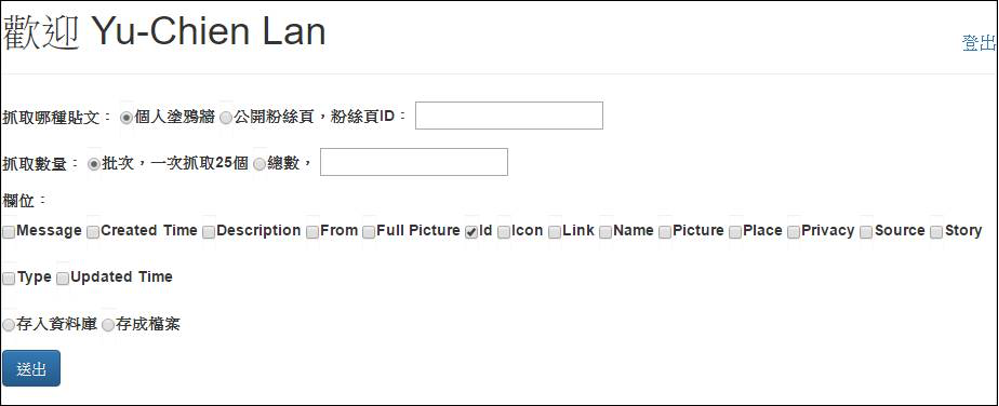 歡迎 Yu-Chien Lan
登出
抓取哪種貼文： 個人塗鴉牆 公開粉絲頁，粉絲頁ID：
抓取數量： 批次，一次抓取25個 總數，
欄位：
Message Created Time Description From Full Picture Id Icon Link Name Picture Place Privacy Source Story
Type Updated Time
存入資料庫 存成檔案
送出